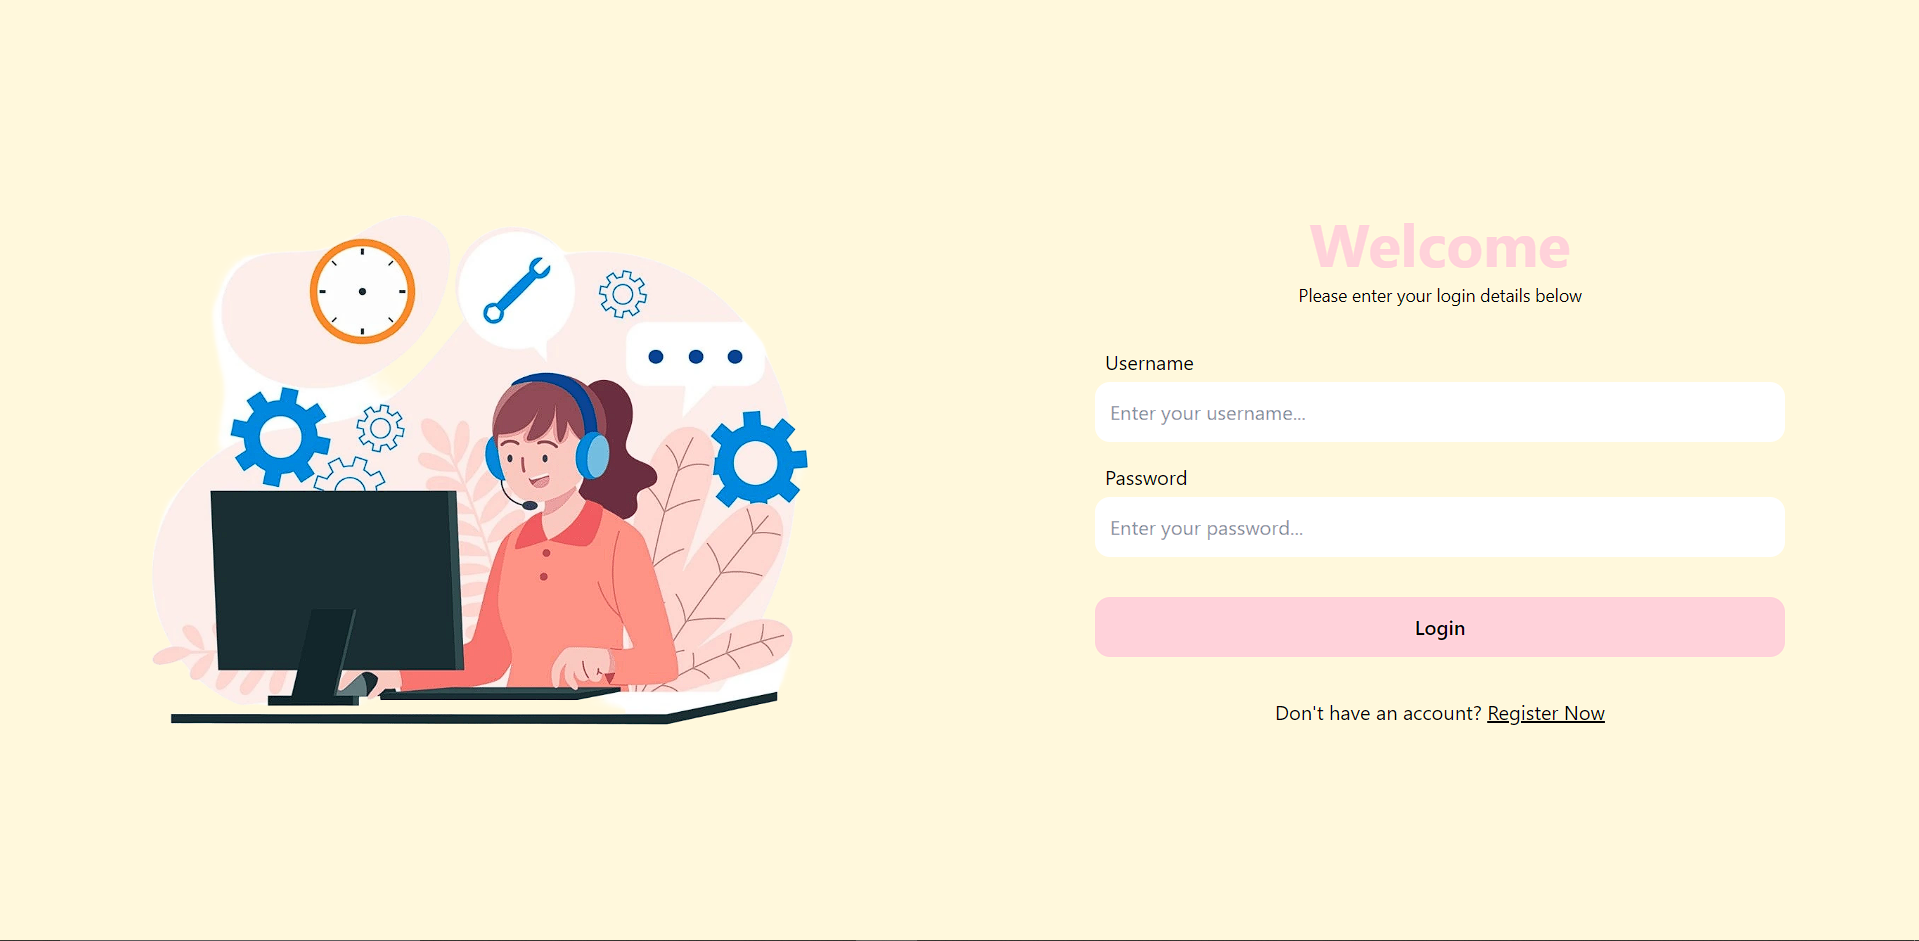 Welcome
Please enter your login details below
Username
Enter your username...
Password
Enter your password...
Login
Don't have an account? Register Now